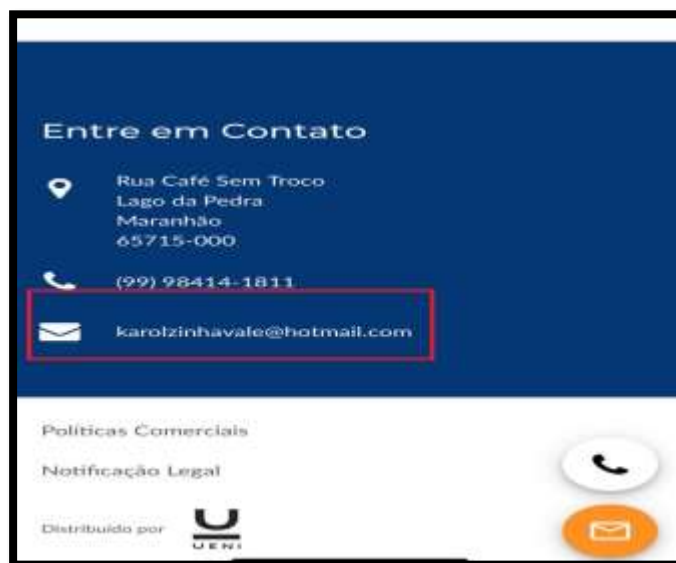 Entre em Contato
Rua Café Sem Troco
Lago da Pedra
Maranhão
65715-000
(99) 98414-1811
karolzinhavale@hotmail.com
Políticas Comerciais
Notificação Legal
Distribuído por
UENI